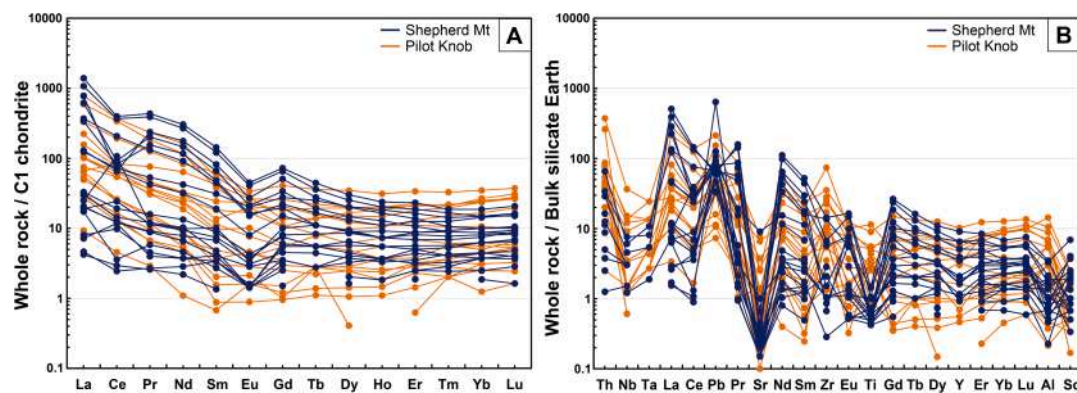 10000
1000
100
10
1
0.1
Whole rock / C1 chondrite
Shepherd Mt
Pilot Knob
A
La Ce Pr Nd Sm Eu Gd Tb Dy Ho Er Tm Yb Lu
10000
1000
100
10
1
0.1
Whole rock / Bulk silicate Earth
Shepherd Mt
Pilot Knob
B
Th Nb Ta La Ce Pb Pr Sr Nd Sm Zr Eu Ti Gd Tb Dy Y Er Yb Lu Al Sc